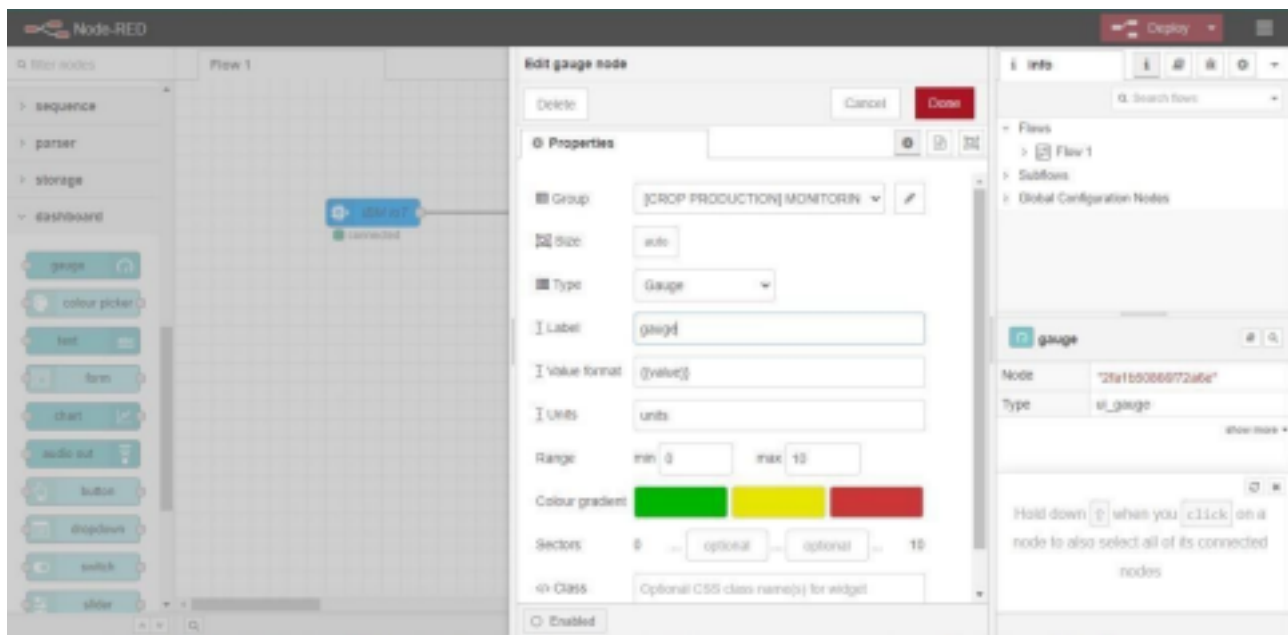 Node-RED
Deploy
filter nodes
Flow 1
sequence
parser
storage
dashboard
gauge
colour picker
text
abc
form
chart
audio out
button
dropdown
switch
slider
IBM IoT
connected
Edit gauge node
Delete
Cancel
Done
Properties
Group
[CROP PRODUCTION] MONITORIN
Size
auto
Type
Gauge
Label
gauge
Value format
{{value}}
Units
units
Range
min 0
max 10
Colour gradient
Sectors
0 ... optional ... optional ... 10
</> Class
Optional CSS class name(s) for widget
Enabled
i info
i
Search flows
Flows
Flow 1
Subflows
Global Configuration Nodes
gauge
Node
Type
ui_gauge
show more
Hold down ⇧ when you click on a
node to also select all of its connected
nodes